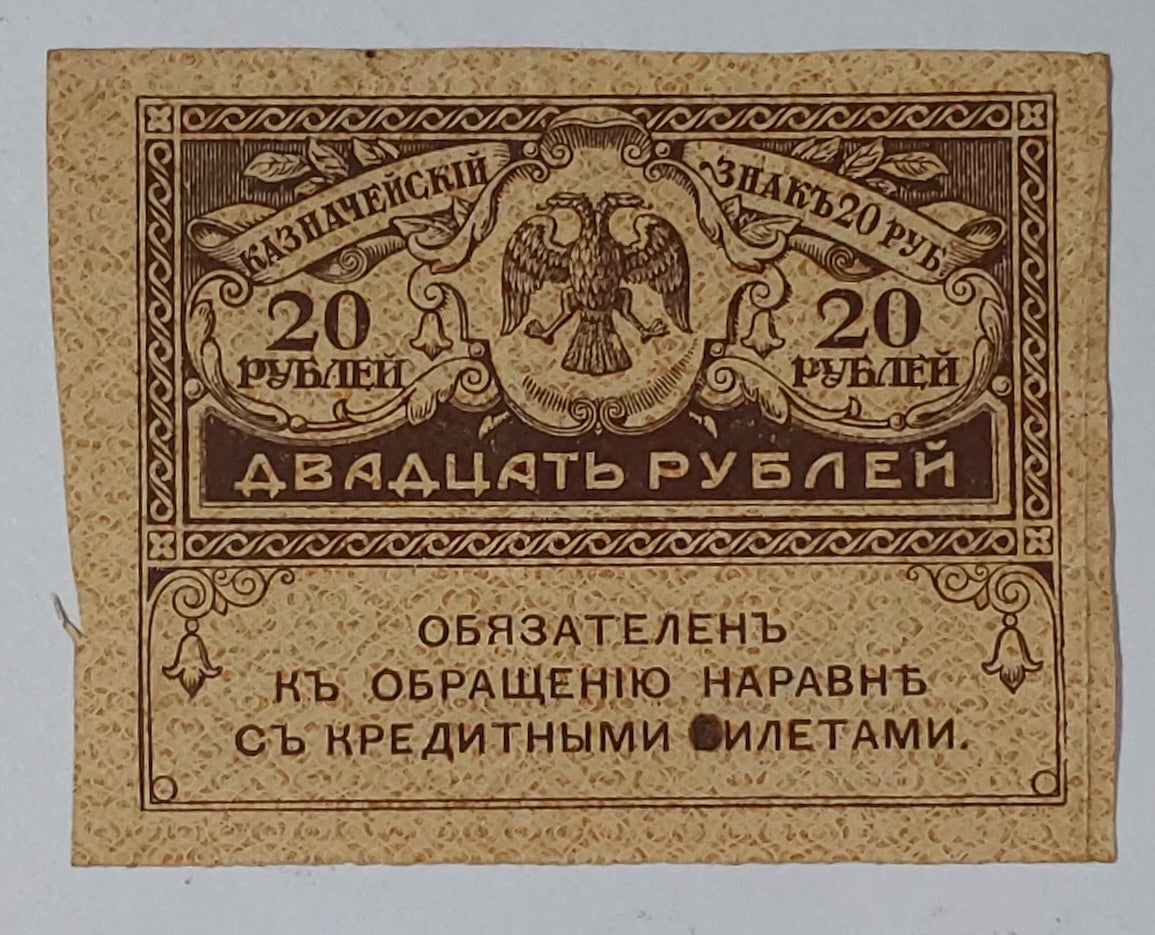 КАЗНАЧЕЙСКІЙ
ЗНАКЪ 20 РУБ.
20
РУБЛЕЙ
20
РУБЛЕЙ
ДВАДЦАТЬ РУБЛЕЙ
ОБЯЗАТЕЛЕНЪ
КЪ ОБРАЩЕНІЮ НАРАВНѢ
СЪ КРЕДИТНЫМИ БИЛЕТАМИ.